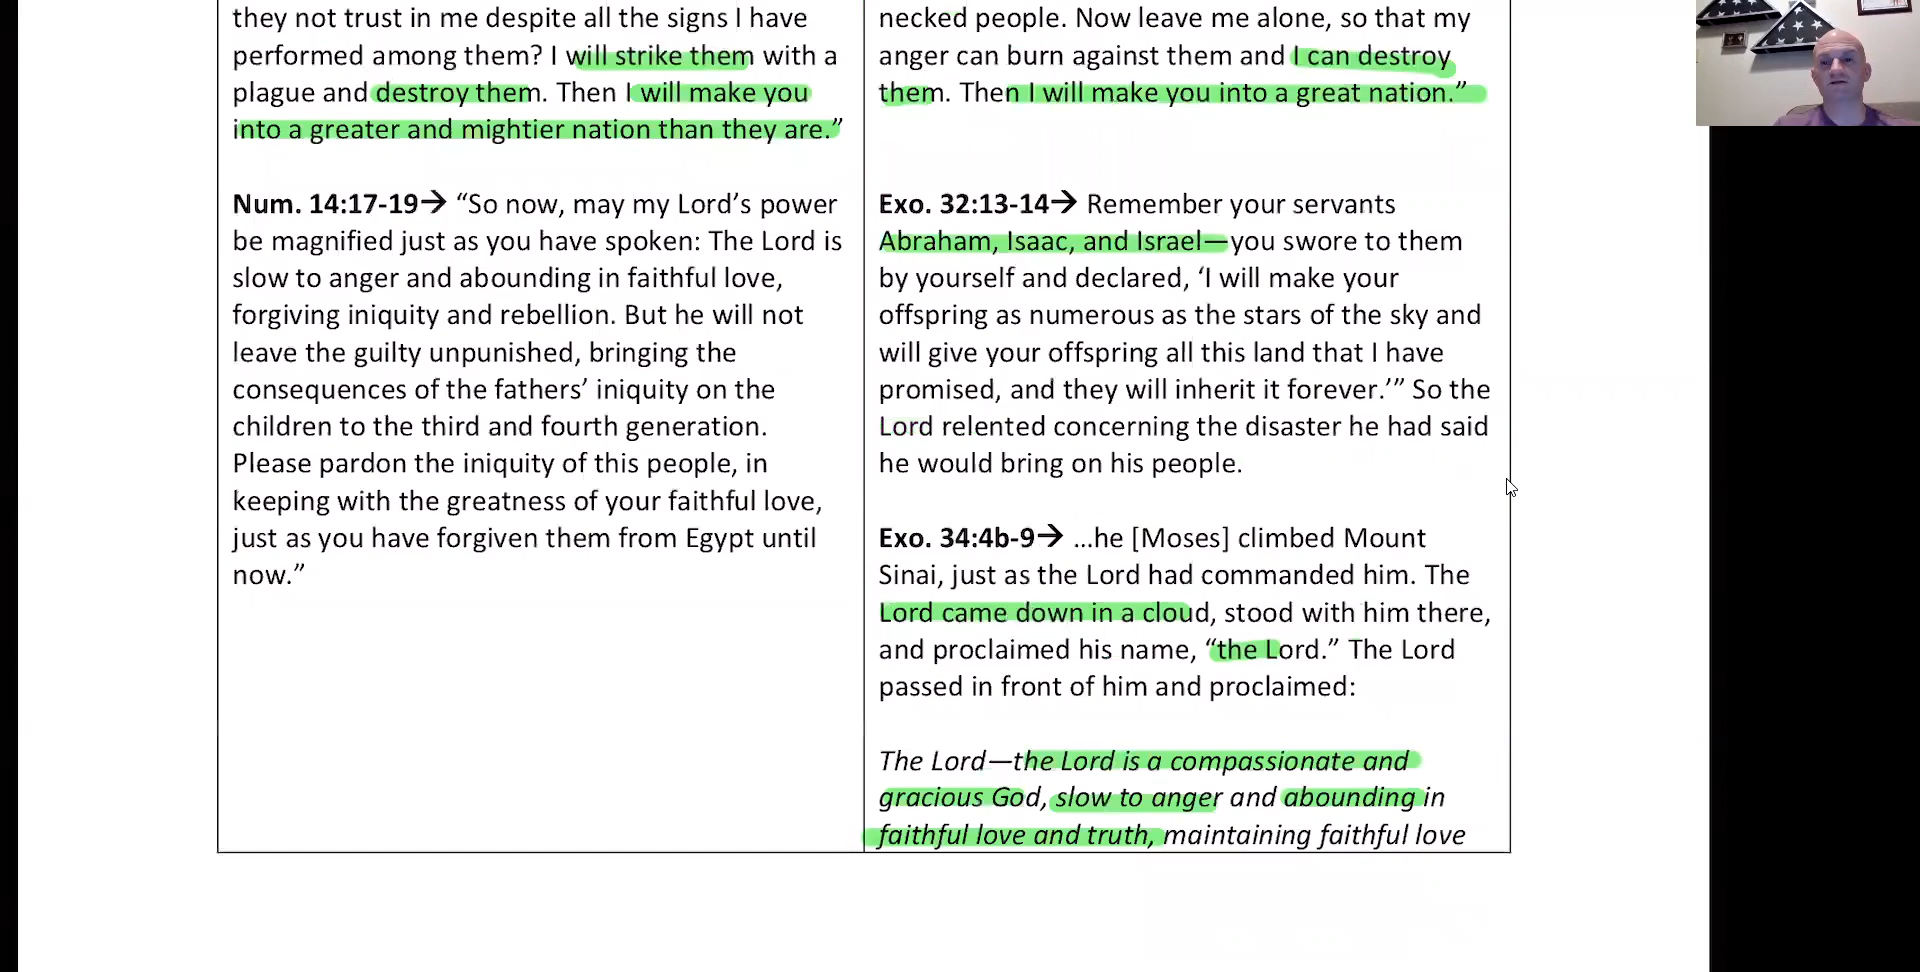 they not trust in me despite all the signs I have
performed among them? I will strike them with a
plague and destroy them. Then I will make you
into a greater and mightier nation than they are.”
Num. 14:17-19→ “So now, may my Lord’s power
be magnified just as you have spoken: The Lord is
slow to anger and abounding in faithful love,
forgiving iniquity and rebellion. But he will not
leave the guilty unpunished, bringing the
consequences of the fathers’ iniquity on the
children to the third and fourth generation.
Please pardon the iniquity of this people, in
keeping with the greatness of your faithful love,
just as you have forgiven them from Egypt until
now.”
necked people. Now leave me alone, so that my
anger can burn against them and I can destroy
them. Then I will make you into a great nation.”
Exo. 32:13-14→ Remember your servants
Abraham, Isaac, and Israel—you swore to them
by yourself and declared, ‘I will make your
offspring as numerous as the stars of the sky and
will give your offspring all this land that I have
promised, and they will inherit it forever.’” So the
Lord relented concerning the disaster he had said
he would bring on his people.
Exo. 34:4b-9→ …he [Moses] climbed Mount
Sinai, just as the Lord had commanded him. The
Lord came down in a cloud, stood with him there,
and proclaimed his name, “the Lord.” The Lord
passed in front of him and proclaimed:
The Lord—the Lord is a compassionate and
gracious God, slow to anger and abounding in
faithful love and truth, maintaining faithful love